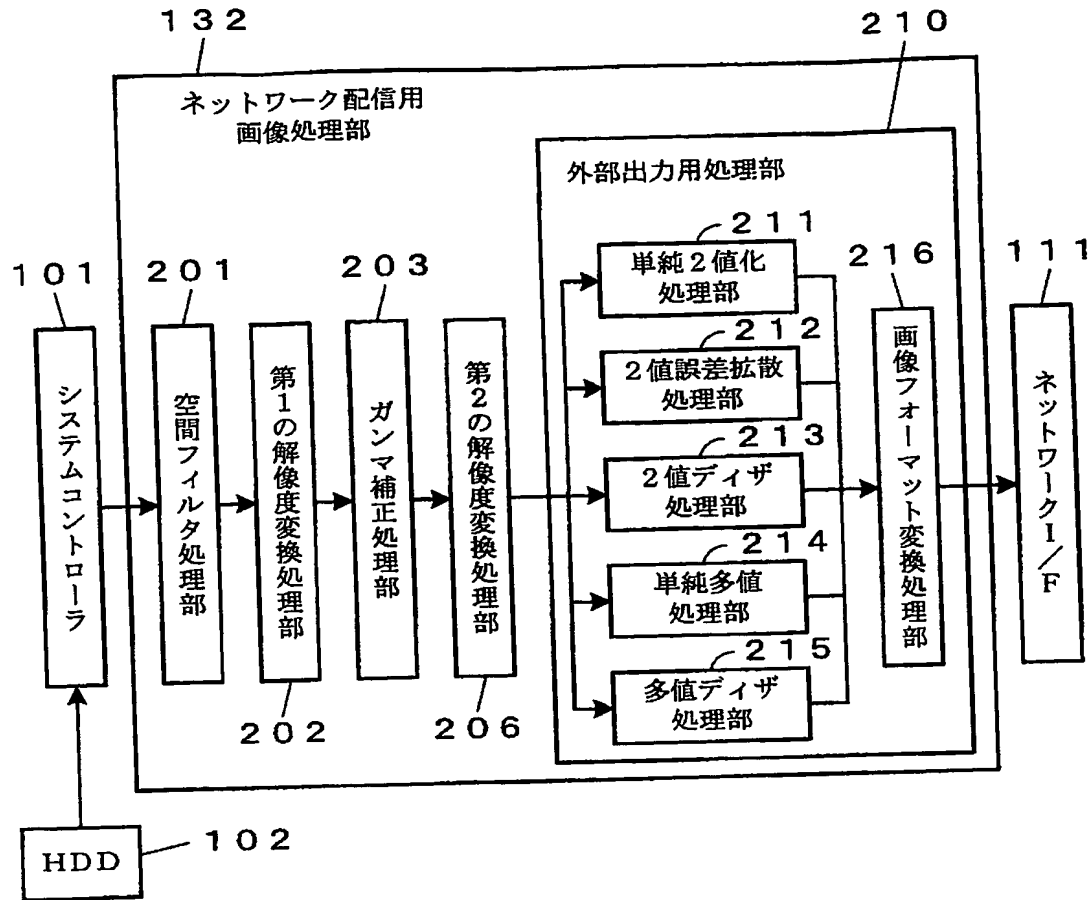 132
210
ネットワーク配信用
画像処理部
外部出力用処理部
101
201
203
211
単純2値化
処理部
216
111
212
2値誤差拡散
処理部
213
2値ディザ
処理部
214
単純多値
処理部
215
多値ディザ
処理部
システムコントローラ
空間フィルタ処理部
第1の解像度変換処理部
ガンマ補正処理部
第2の解像度変換処理部
画像フォーマット変換処理部
ネットワークI/F
202
206
HDD
102